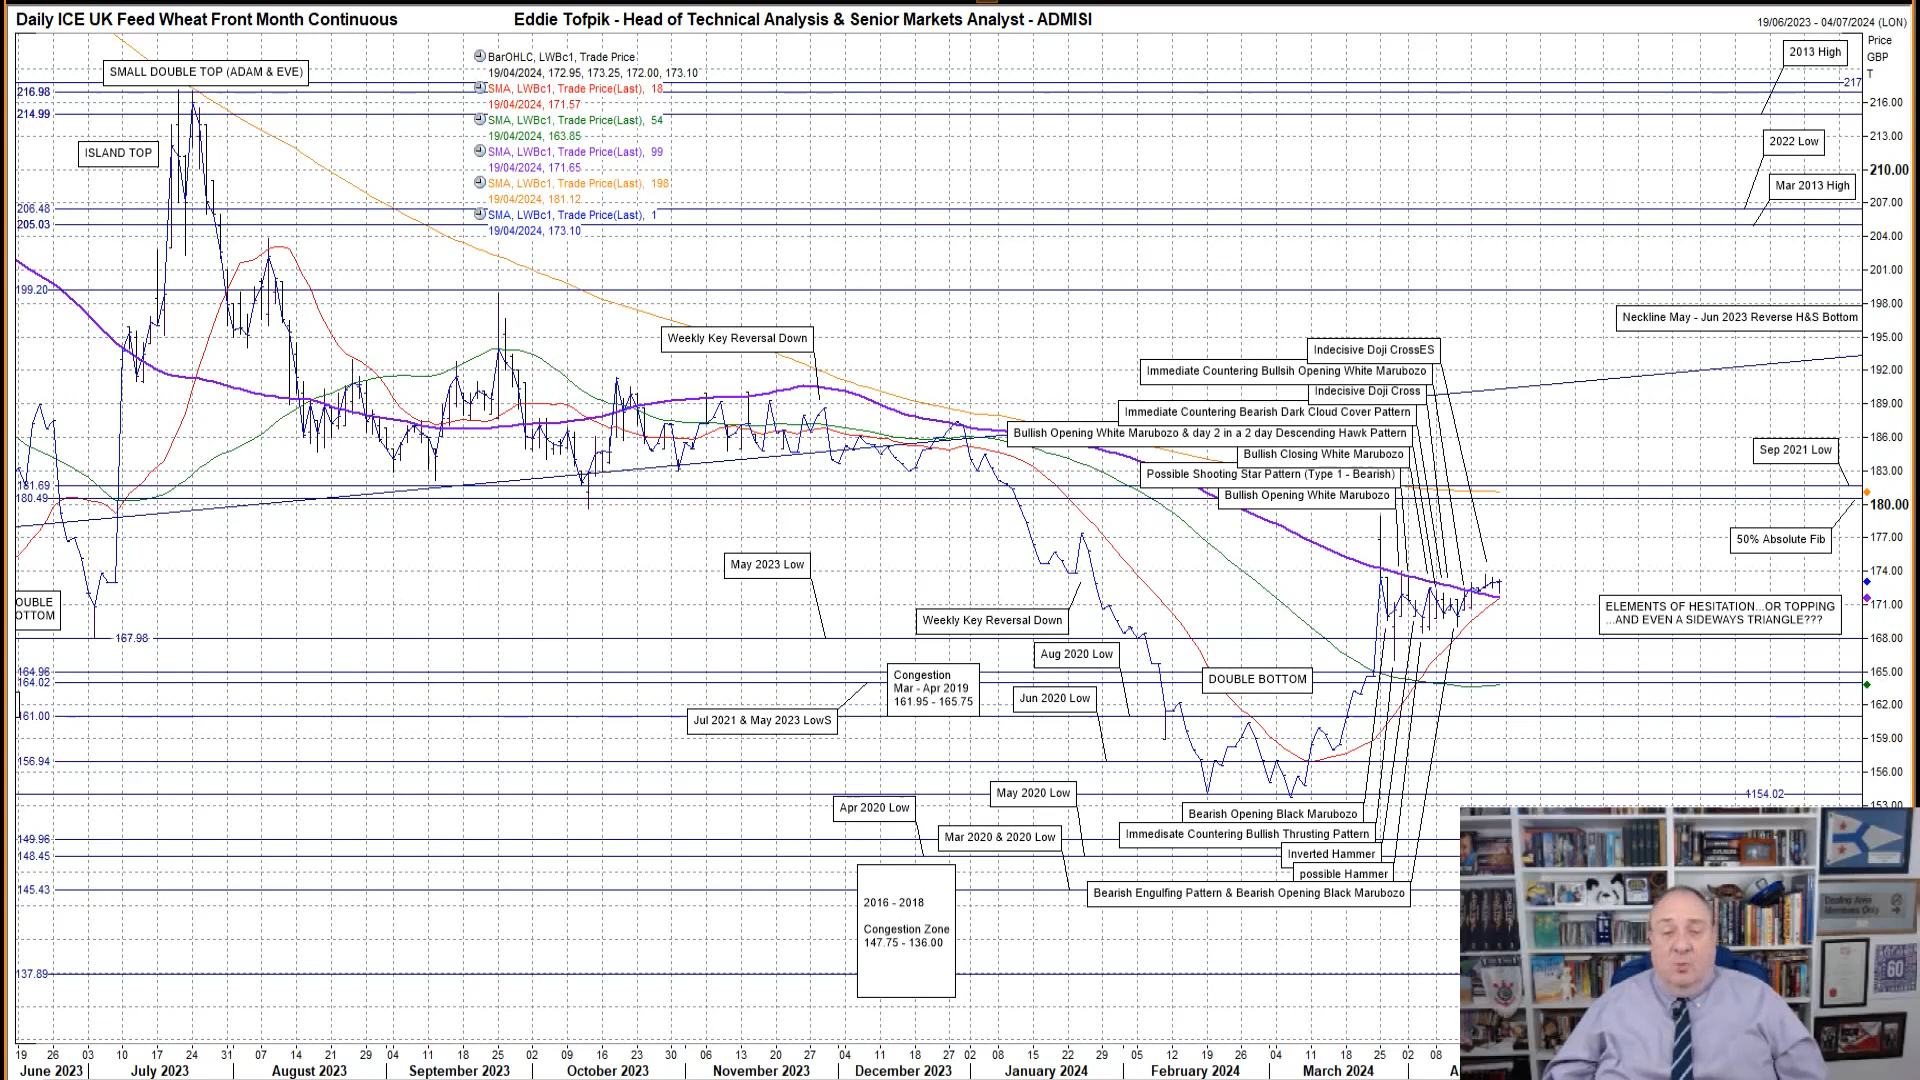 Daily ICE UK Feed Wheat Front Month Continuous
Eddie Tofpik - Head of Technical Analysis & Senior Markets Analyst - ADMISI
19/06/2023 - 04/07/2024 (LON)
Price
GBP
T
BarOHLC, LWBc1, Trade Price
19/04/2024, 172.95, 173.25, 172.00, 173.10
SMA, LWBc1, Trade Price(Last), 18
19/04/2024, 171.57
SMA, LWBc1, Trade Price(Last), 54
19/04/2024, 163.85
SMA, LWBc1, Trade Price(Last), 99
19/04/2024, 171.65
SMA, LWBc1, Trade Price(Last), 198
19/04/2024, 181.12
SMA, LWBc1, Trade Price(Last), 1
19/04/2024, 173.10
SMALL DOUBLE TOP (ADAM & EVE)
ISLAND TOP
2013 High
2022 Low
Mar 2013 High
Neckline May - Jun 2023 Reverse H&S Bottom
Weekly Key Reversal Down
Indecisive Doji CrossES
Immediate Countering Bullsih Opening White Marubozo
Indecisive Doji Cross
Immediate Countering Bearish Dark Cloud Cover Pattern
Bullish Opening White Marubozo & day 2 in a 2 day Descending Hawk Pattern
Bullish Closing White Marubozo
Possible Shooting Star Pattern (Type 1 - Bearish)
Bullish Opening White Marubozo
Sep 2021 Low
50% Absolute Fib
May 2023 Low
OUBLE
OTTOM
ELEMENTS OF HESITATION...OR TOPPING
...AND EVEN A SIDEWAYS TRIANGLE???
Weekly Key Reversal Down
Aug 2020 Low
Congestion
Mar - Apr 2019
161.95 - 165.75
DOUBLE BOTTOM
Jun 2020 Low
Jul 2021 & May 2023 LowS
May 2020 Low
Apr 2020 Low
Mar 2020 & 2020 Low
Bearish Opening Black Marubozo
Immedisate Countering Bullish Thrusting Pattern
Inverted Hammer
possible Hammer
Bearish Engulfing Pattern & Bearish Opening Black Marubozo
2016 - 2018
Congestion Zone
147.75 - 136.00
216.98
214.99
206.48
205.03
199.20
181.69
180.49
167.98
164.96
164.02
161.00
156.94
149.96
148.45
145.43
137.89
217
154.02
216.00
213.00
210.00
207.00
204.00
201.00
198.00
195.00
192.00
189.00
186.00
183.00
180.00
177.00
174.00
171.00
168.00
165.00
162.00
159.00
156.00
153.00
19 26 03 10 17 24 31 07 14 21 29 04 11 18 25 02 09 16 23 30 06 13 20 27 04 11 18 27 02 08 15 22 29 05 12 19 26 04 11 18 25 02 08
June 2023 July 2023 August 2023 September 2023 October 2023 November 2023 December 2023 January 2024 February 2024 March 2024 A
Dealing Area
Members Only
60